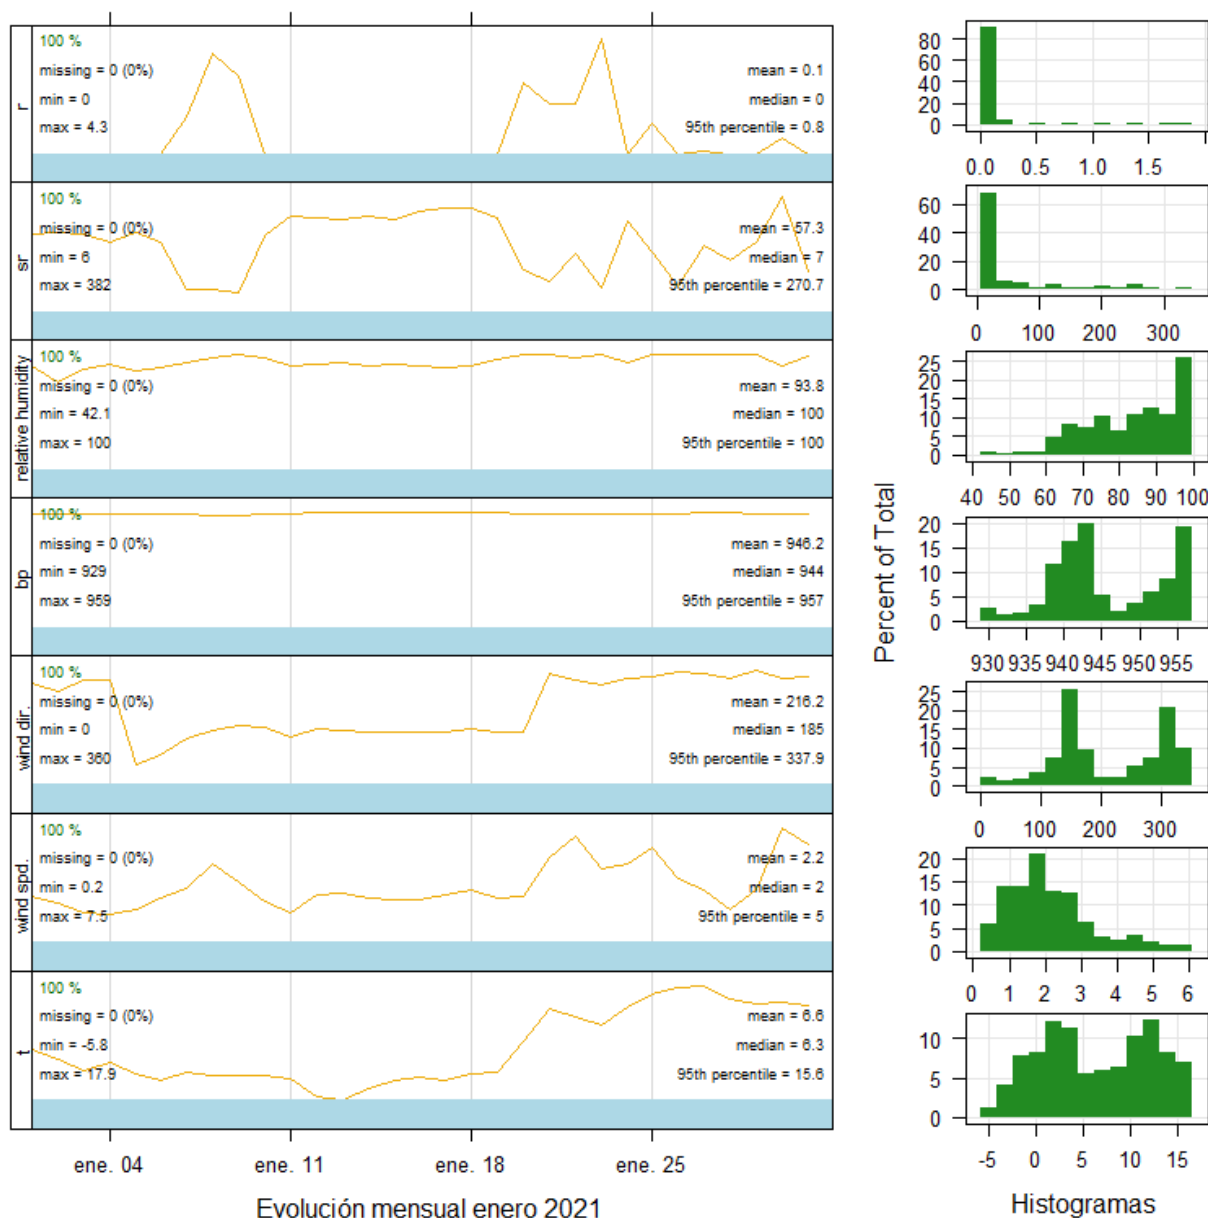 r
100 %
missing = 0 (0%)
mean = 0.1
min = 0
median = 0
max = 4.3
95th percentile = 0.8
sr
100 %
missing = 0 (0%)
mean = 57.3
min = 6
median = 7
max = 382
95th percentile = 270.7
relative humidity
100 %
missing = 0 (0%)
mean = 93.8
min = 42.1
median = 100
max = 100
95th percentile = 100
bp
100 %
missing = 0 (0%)
mean = 946.2
min = 929
median = 944
max = 959
95th percentile = 957
wind dir.
100 %
missing = 0 (0%)
mean = 216.2
min = 0
median = 185
max = 360
95th percentile = 337.9
wind spd.
100 %
missing = 0 (0%)
mean = 2.2
min = 0.2
median = 2
max = 7.5
95th percentile = 5
t
100 %
missing = 0 (0%)
mean = 6.6
min = -5.8
median = 6.3
max = 17.9
95th percentile = 15.6
ene. 04 ene. 11 ene. 18 ene. 25
Evolución mensual enero 2021
Percent of Total
80
60
40
20
0
0.0 0.5 1.0 1.5
60
40
20
0
0 100 200 300
25
20
15
10
5
0
40 50 60 70 80 90 100
20
15
10
5
0
930 935 940 945 950 955
25
20
15
10
5
0
0 100 200 300
20
15
10
5
0
0 1 2 3 4 5 6
10
5
0
-5 0 5 10 15
Histogramas